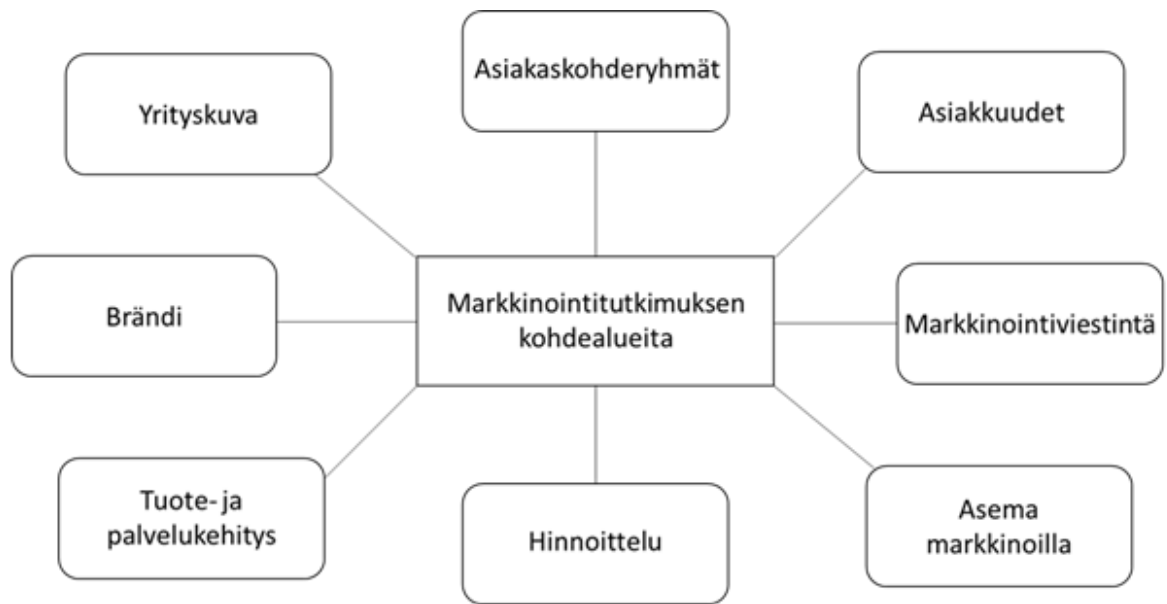 Asiakaskohderyhmät
Yrityskuva
Asiakkuudet
Brändi
Markkinointitutkimuksen
kohdealueita
Markkinointiviestintä
Tuote- ja
palvelukehitys
Hinnoittelu
Asema
markkinoilla